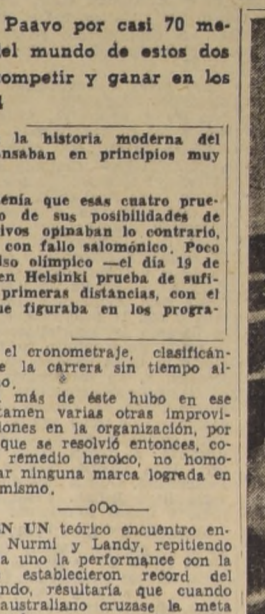 Paavo por casi 70 me-
del mundo de estos dos
competir y ganar en los
la historia moderna del
nsaban en principios muy
enía que esas cuatro prue-
o de sus posibilidades de
ivos opinaban lo contrario,
con fallo salomónico. Poco
lso olímpico —el día 19 de
en Helsinki prueba de sufi-
primeras distancias, con el
ue figuraba en los progra-
el cronometraje, clasificán-
e la carrera sin tiempo al-
o.
más de éste hubo en ese
tamen varias otras improvi-
iones en la organización, por
que se resolvió entonces, co-
remedio heroico, no homo-
ar ninguna marca lograda en
mismo.
—oOo—
EN UN teórico encuentro en-
Nurmi y Landy, repitiendo
a uno la performance con la
establecieron record del
ndo, resultaría que cuando
australiano cruzase la meta